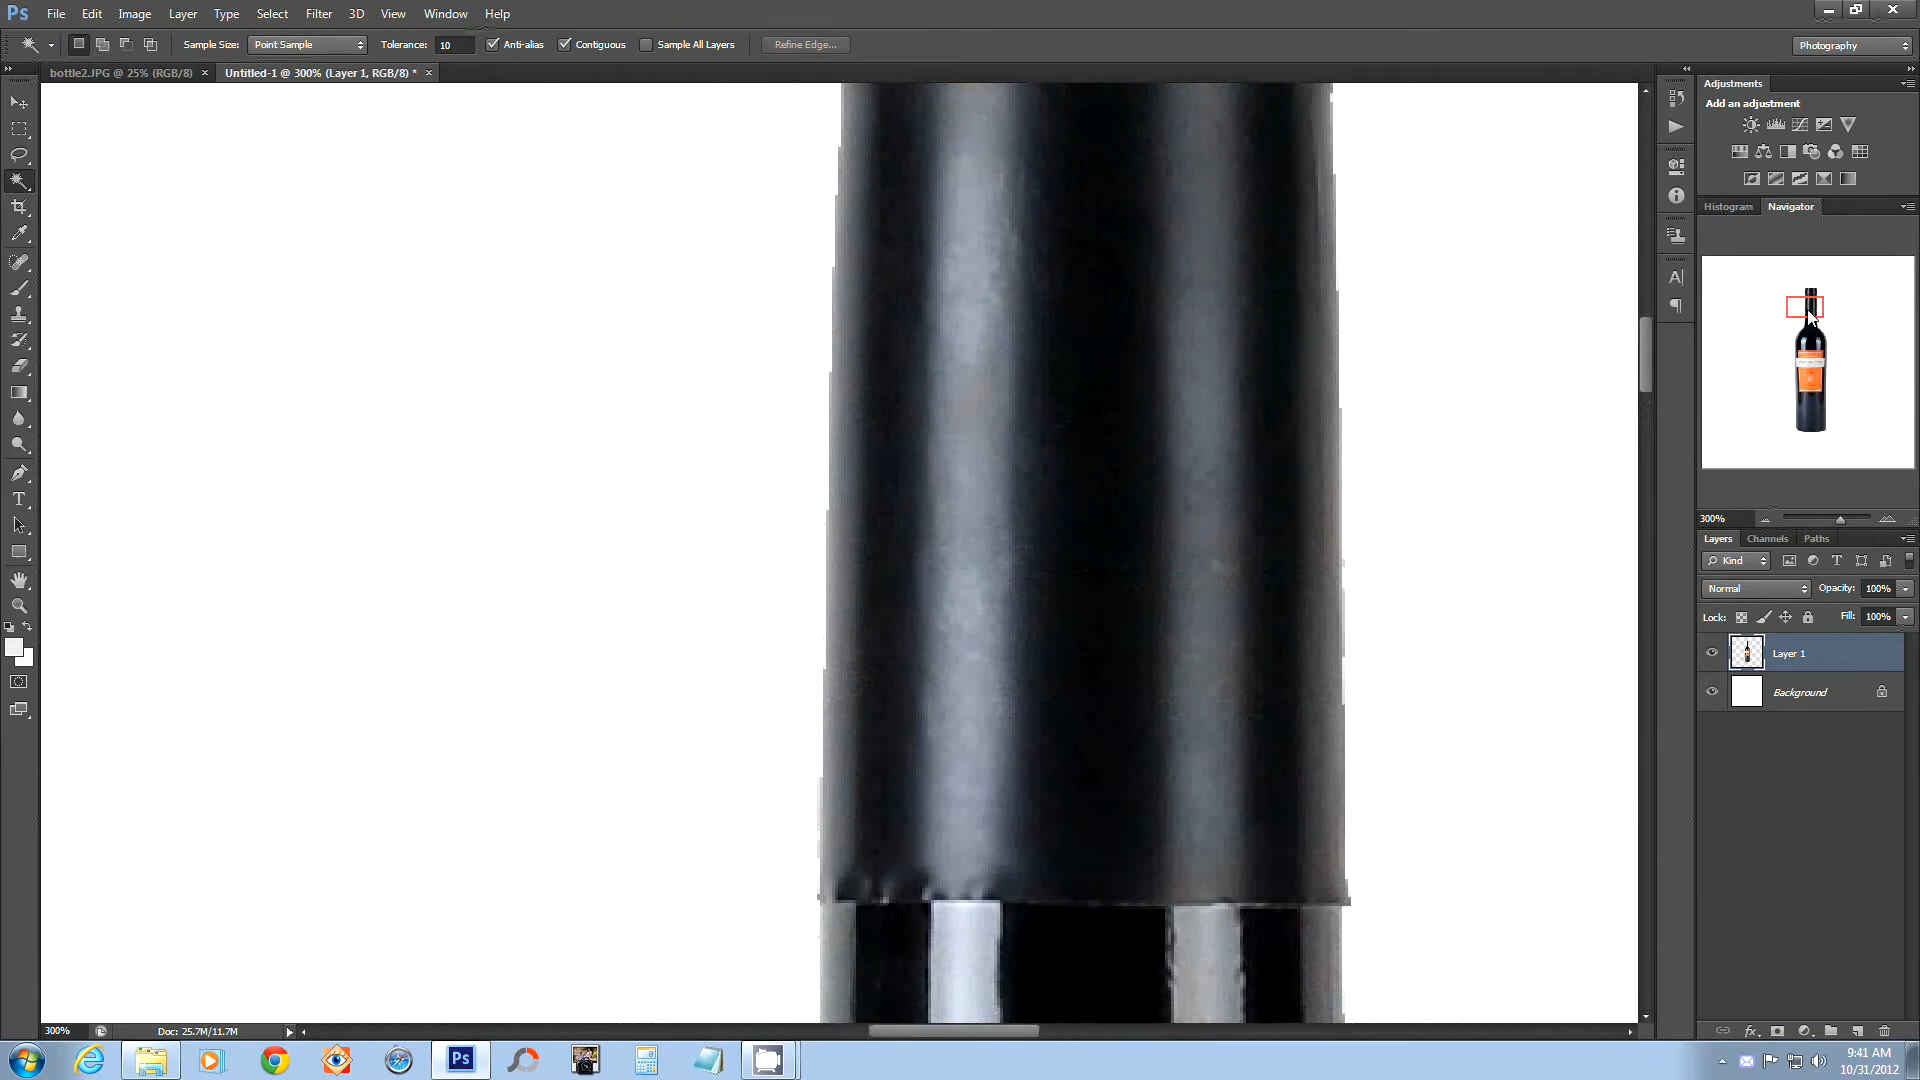 Ps File Edit Image Layer Type Select Filter 3D View Window Help
Sample Size: Point Sample Tolerance: 10 Anti-alias Contiguous Sample All Layers Refine Edge... Photography
bottle2.JPG @ 25% (RGB/8) × Untitled-1 @ 300% (Layer 1, RGB/8) * ×
Adjustments
Add an adjustment
Histogram Navigator
300%
Layers Channels Paths
Kind
Normal Opacity: 100%
Lock: Fill: 100%
Layer 1
Background
300% Doc: 25.7M/11.7M
Ps
9:41 AM
10/31/2012